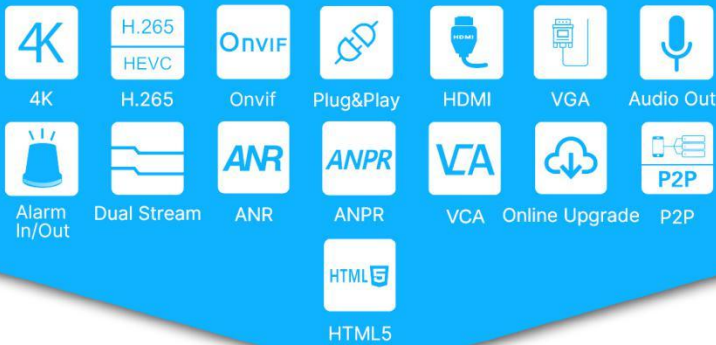 4K
H.265
HEVC
ONVIF
HDMI
4K
H.265
Onvif
Plug&Play
HDMI
VGA
Audio Out
ANR
ANPR
VCA
P2P
Alarm
In/Out
Dual Stream
ANR
ANPR
VCA
Online Upgrade
P2P
HTML5
HTML5